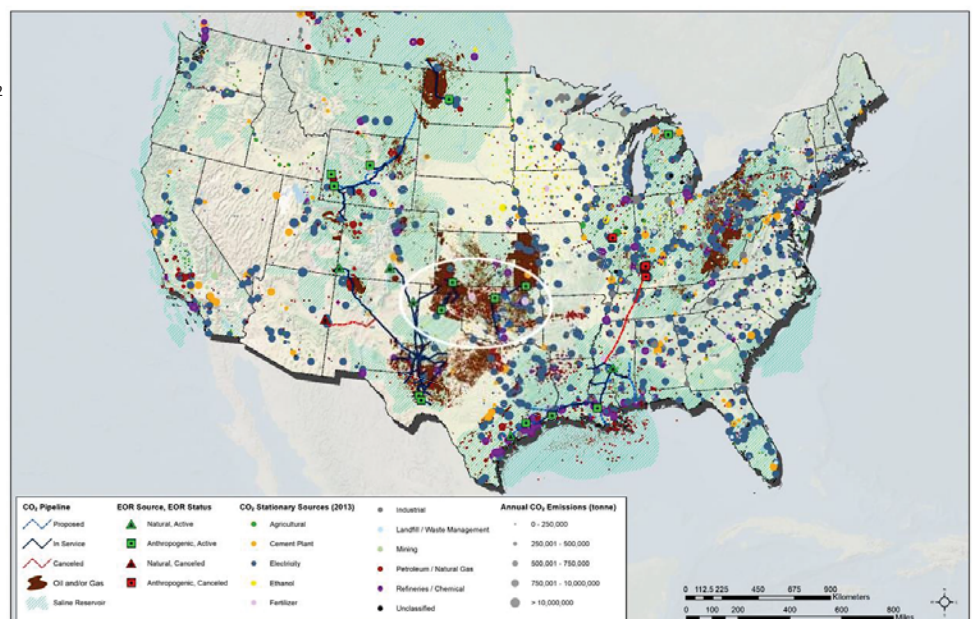 2
CO₂ Pipeline
Proposed
In Service
Canceled
Oil and/or Gas
Saline Reservoir
EOR Source, EOR Status
Natural, Active
Anthropogenic, Active
Natural, Canceled
Anthropogenic, Canceled
CO₂ Stationary Sources (2013)
Agricultural
Cement Plant
Electricity
Ethanol
Fertilizer
Industrial
Landfill / Waste Management
Mining
Petroleum / Natural Gas
Refineries / Chemical
Unclassified
Annual CO₂ Emissions (tonne)
0 - 250,000
250,001 - 500,000
500,001 - 750,000
750,001 - 10,000,000
> 10,000,000
0 112.5 225 450 675 900
Kilometers
0 100 200 400 600 800
Miles